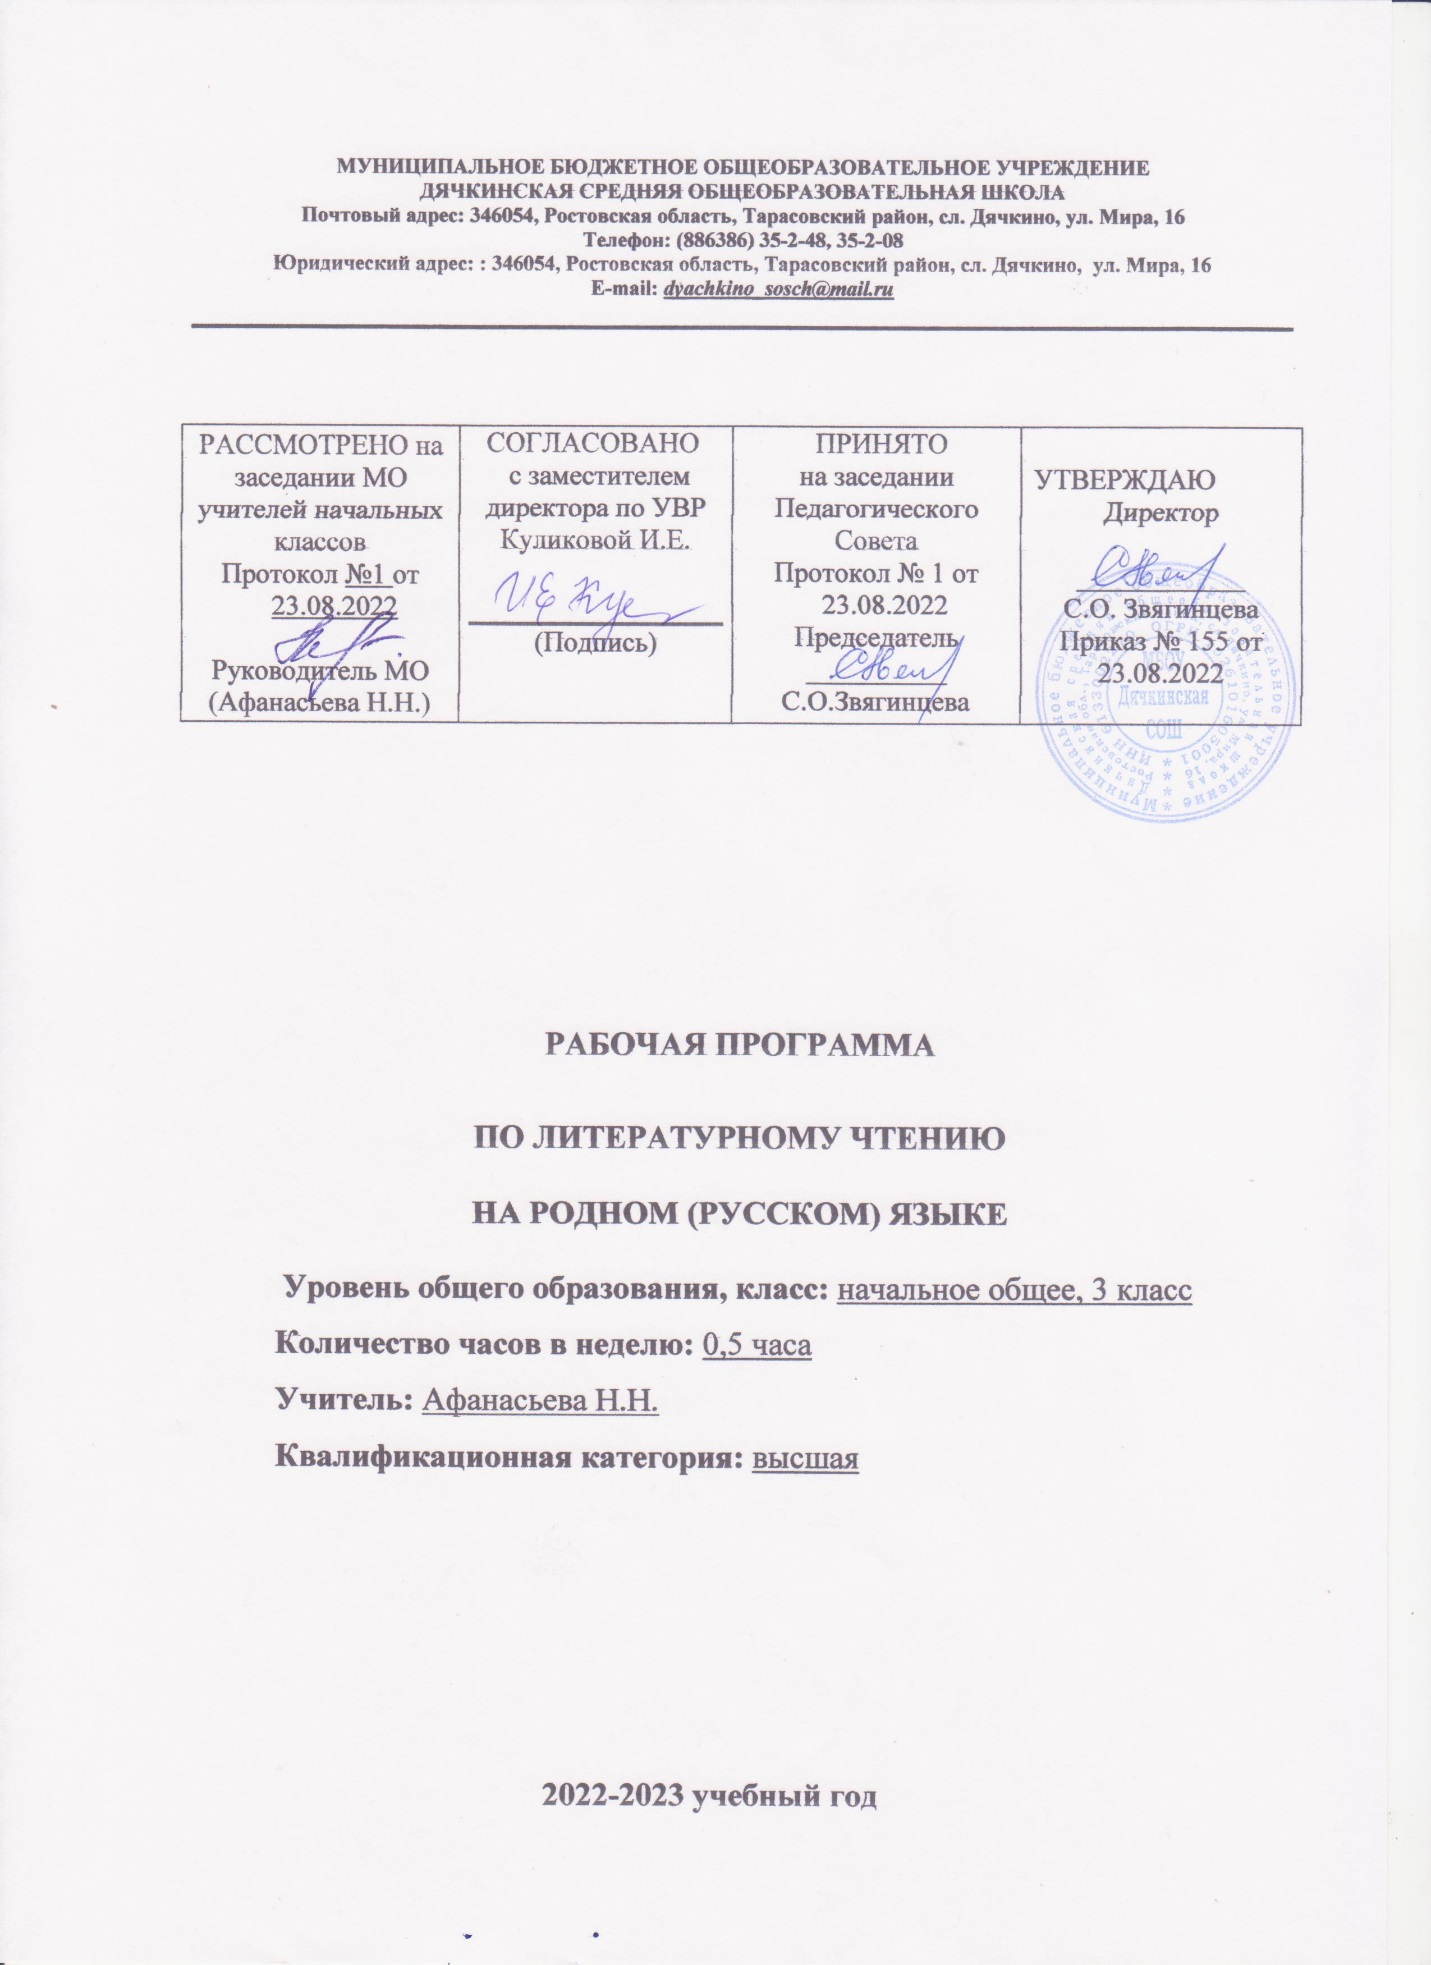 МУНИЦИПАЛЬНОЕ БЮДЖЕТНОЕ ОБЩЕОБРАЗОВАТЕЛЬНОЕ УЧРЕЖДЕНИЕ
ДЯЧКИНСКАЯ СРЕДНЯЯ ОБЩЕОБРАЗОВАТЕЛЬНАЯ ШКОЛА
Почтовый адрес: 346054, Ростовская область, Тарасовский район, сл. Дячкино, ул. Мира, 16
Телефон: (886386) 35-2-48, 35-2-08
Юридический адрес: : 346054, Ростовская область, Тарасовский район, сл. Дячкино, ул. Мира, 16
E-mail: dyachkino_sosch@mail.ru
РАССМОТРЕНО на
заседании МО
учителей начальных
классов
Протокол №1 от
23.08.2022
Руководитель МО
(Афанасьева Н.Н.)
СОГЛАСОВАНО
с заместителем
директора по УВР
Куликовой И.Е.
(Подпись)
ПРИНЯТО
на заседании
Педагогического
Совета
Протокол № 1 от
23.08.2022
Председатель
С.О.Звягинцева
УТВЕРЖДАЮ
Директор
С.О. Звягинцева
Приказ № 155 от
23.08.2022
МБОУ
Дячкинская
СОШ
РАБОЧАЯ ПРОГРАММА
ПО ЛИТЕРАТУРНОМУ ЧТЕНИЮ
НА РОДНОМ (РУССКОМ) ЯЗЫКЕ
Уровень общего образования, класс: начальное общее, 3 класс
Количество часов в неделю: 0,5 часа
Учитель: Афанасьева Н.Н.
Квалификационная категория: высшая
2022-2023 учебный год